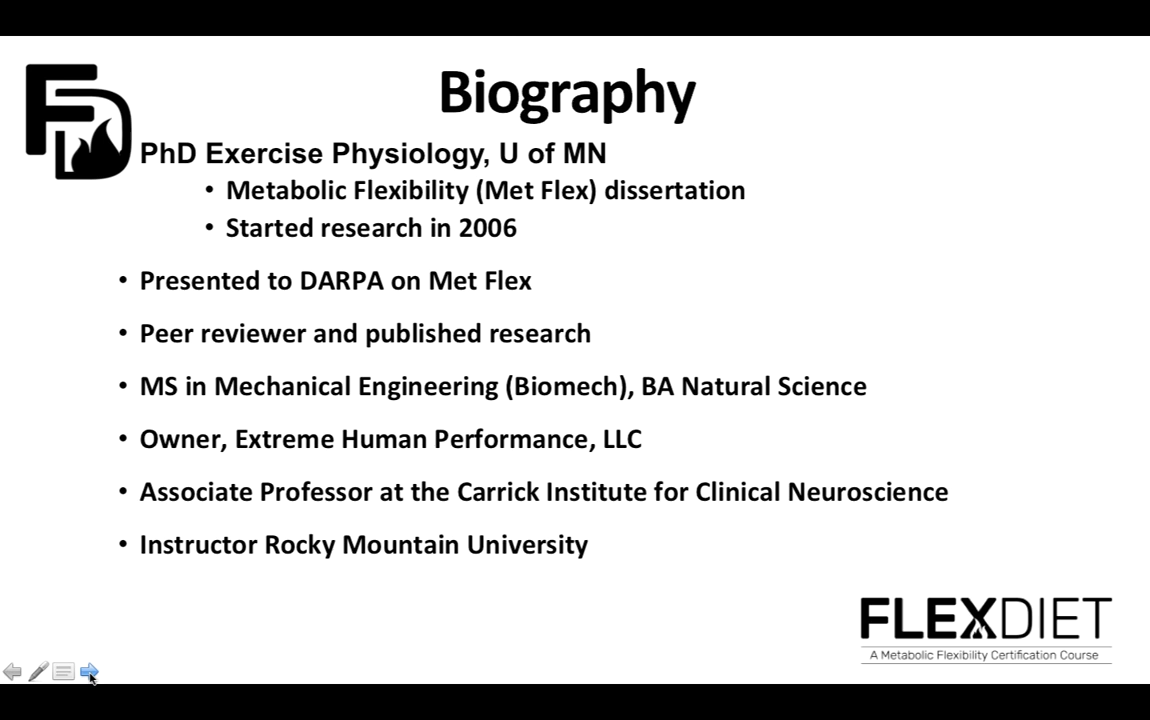 Biography
PhD Exercise Physiology, U of MN
• Metabolic Flexibility (Met Flex) dissertation
• Started research in 2006
• Presented to DARPA on Met Flex
• Peer reviewer and published research
• MS in Mechanical Engineering (Biomech), BA Natural Science
• Owner, Extreme Human Performance, LLC
• Associate Professor at the Carrick Institute for Clinical Neuroscience
• Instructor Rocky Mountain University
FLEXDIET
A Metabolic Flexibility Certification Course